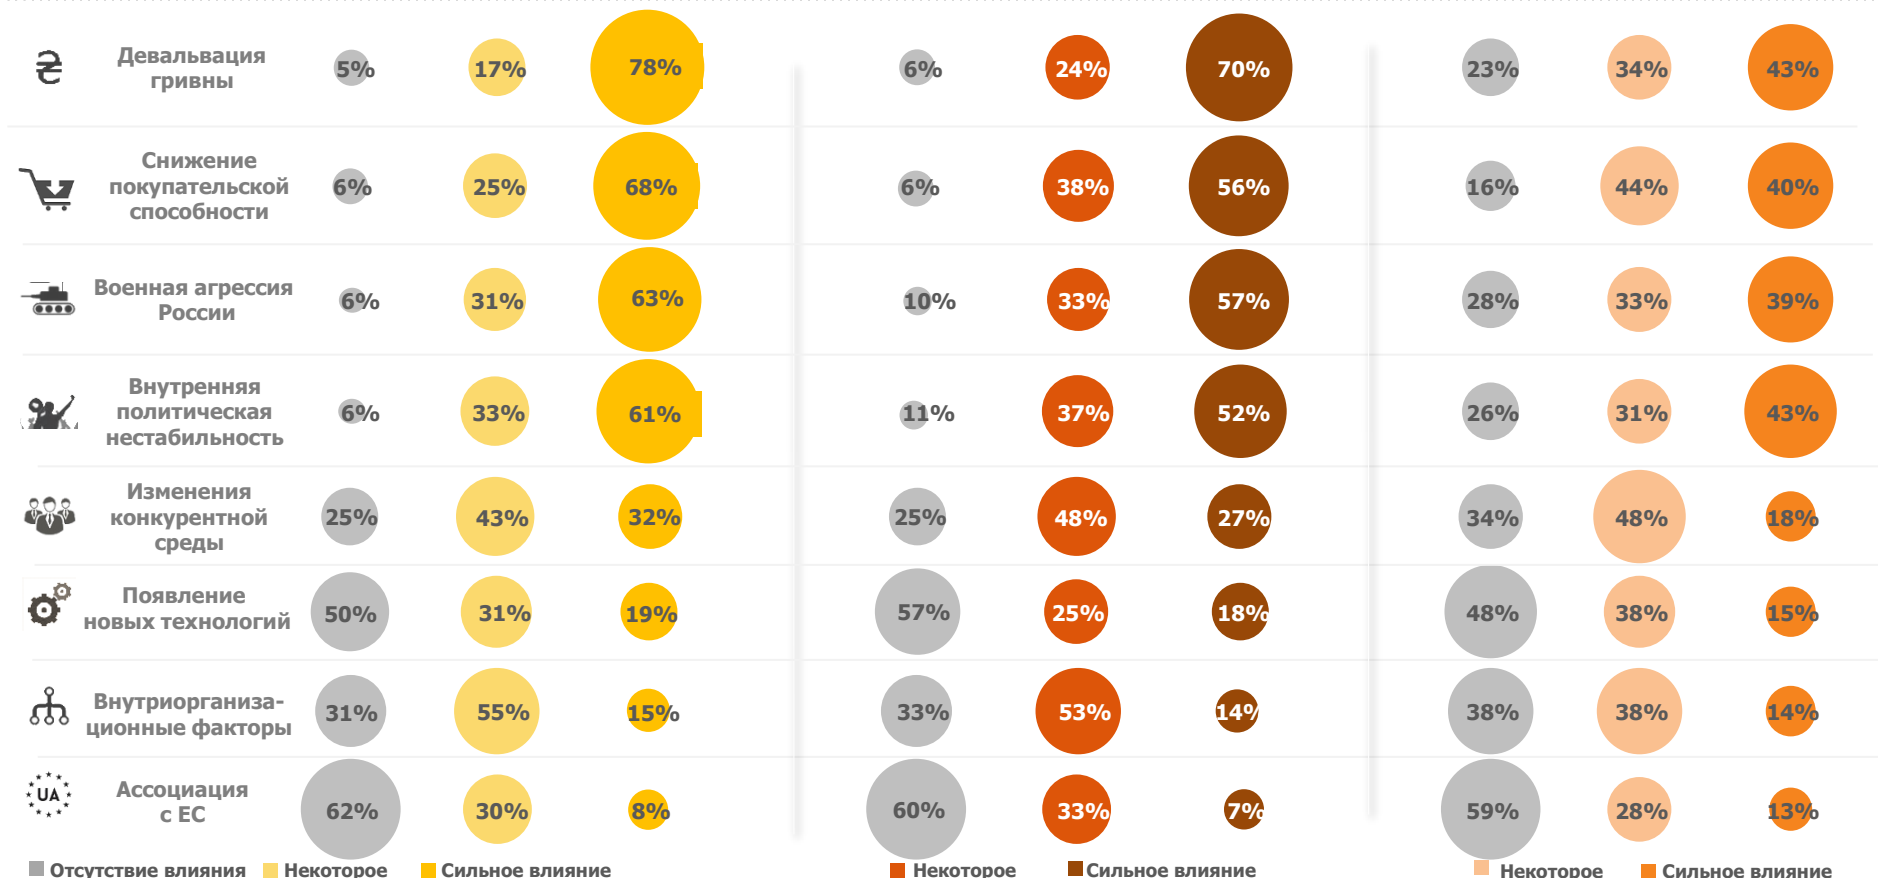 Девальвация
гривны
5% 17% 78% 6% 24% 70% 23% 34% 43%
Снижение
покупательской
способности
6% 25% 68% 6% 38% 56% 16% 44% 40%
Военная агрессия
России
6% 31% 63% 10% 33% 57% 28% 33% 39%
Внутренняя
политическая
нестабильность
6% 33% 61% 11% 37% 52% 26% 31% 43%
Изменения
конкурентной
среды
25% 43% 32% 25% 48% 27% 34% 48% 18%
Появление
новых технологий
50% 31% 19% 57% 25% 18% 48% 38% 15%
Внутриорганиза-
ционные факторы
31% 55% 15% 33% 53% 14% 38% 38% 14%
UA
Ассоциация
с ЕС
62% 30% 8% 60% 33% 7% 59% 28% 13%
Отсутствие влияния Некоторое Сильное влияние Некоторое Сильное влияние Некоторое Сильное влияние